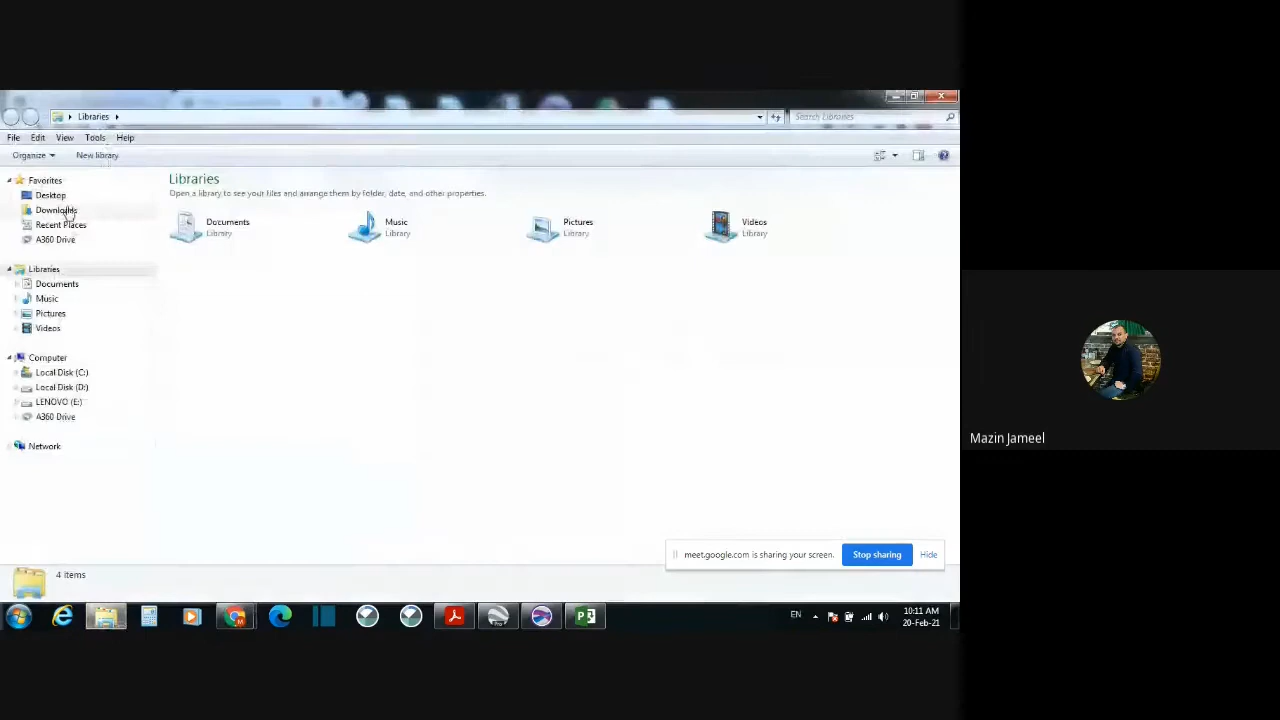 Libraries
Search Libraries
File Edit View Tools Help
Organize New library
Favorites
Desktop
Downloads
Recent Places
A360 Drive
Libraries
Documents
Music
Pictures
Videos
Computer
Local Disk (C:)
Local Disk (D:)
LENOVO (E:)
A360 Drive
Network
Libraries
Open a library to see your files and arrange them by folder, date, and other properties.
Documents
Library
Music
Library
Pictures
Library
Videos
Library
meet.google.com is sharing your screen. Stop sharing Hide
4 items
EN
10:11 AM
20-Feb-21
Mazin Jameel